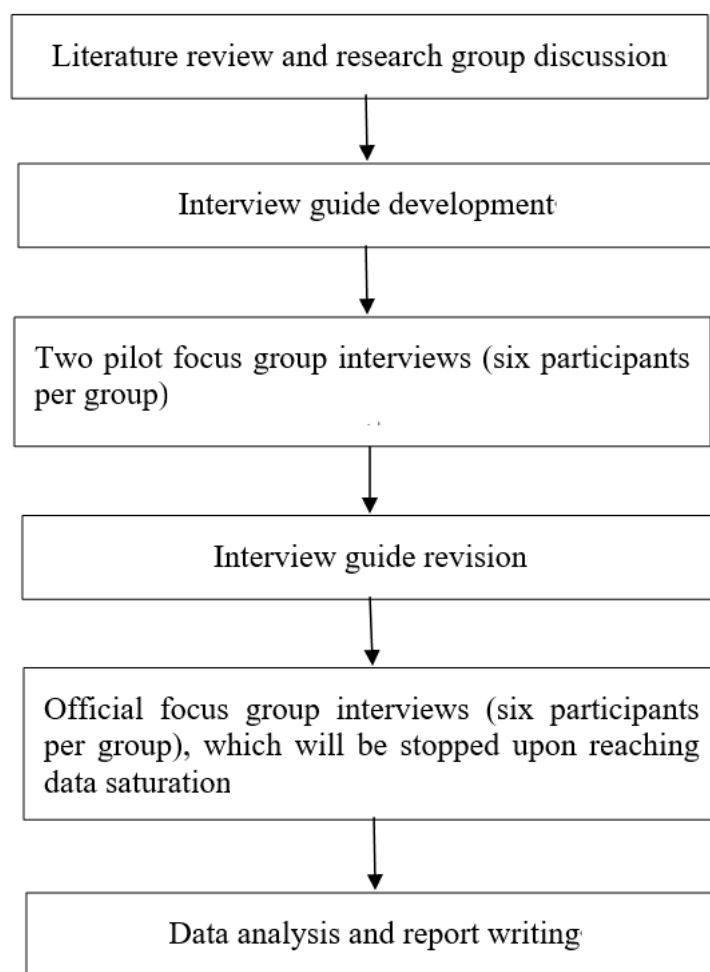 Literature review and research group discussion
Interview guide development
Two pilot focus group interviews (six participants
per group)
Interview guide revision
Official focus group interviews (six participants
per group), which will be stopped upon reaching
data saturation
Data analysis and report writing